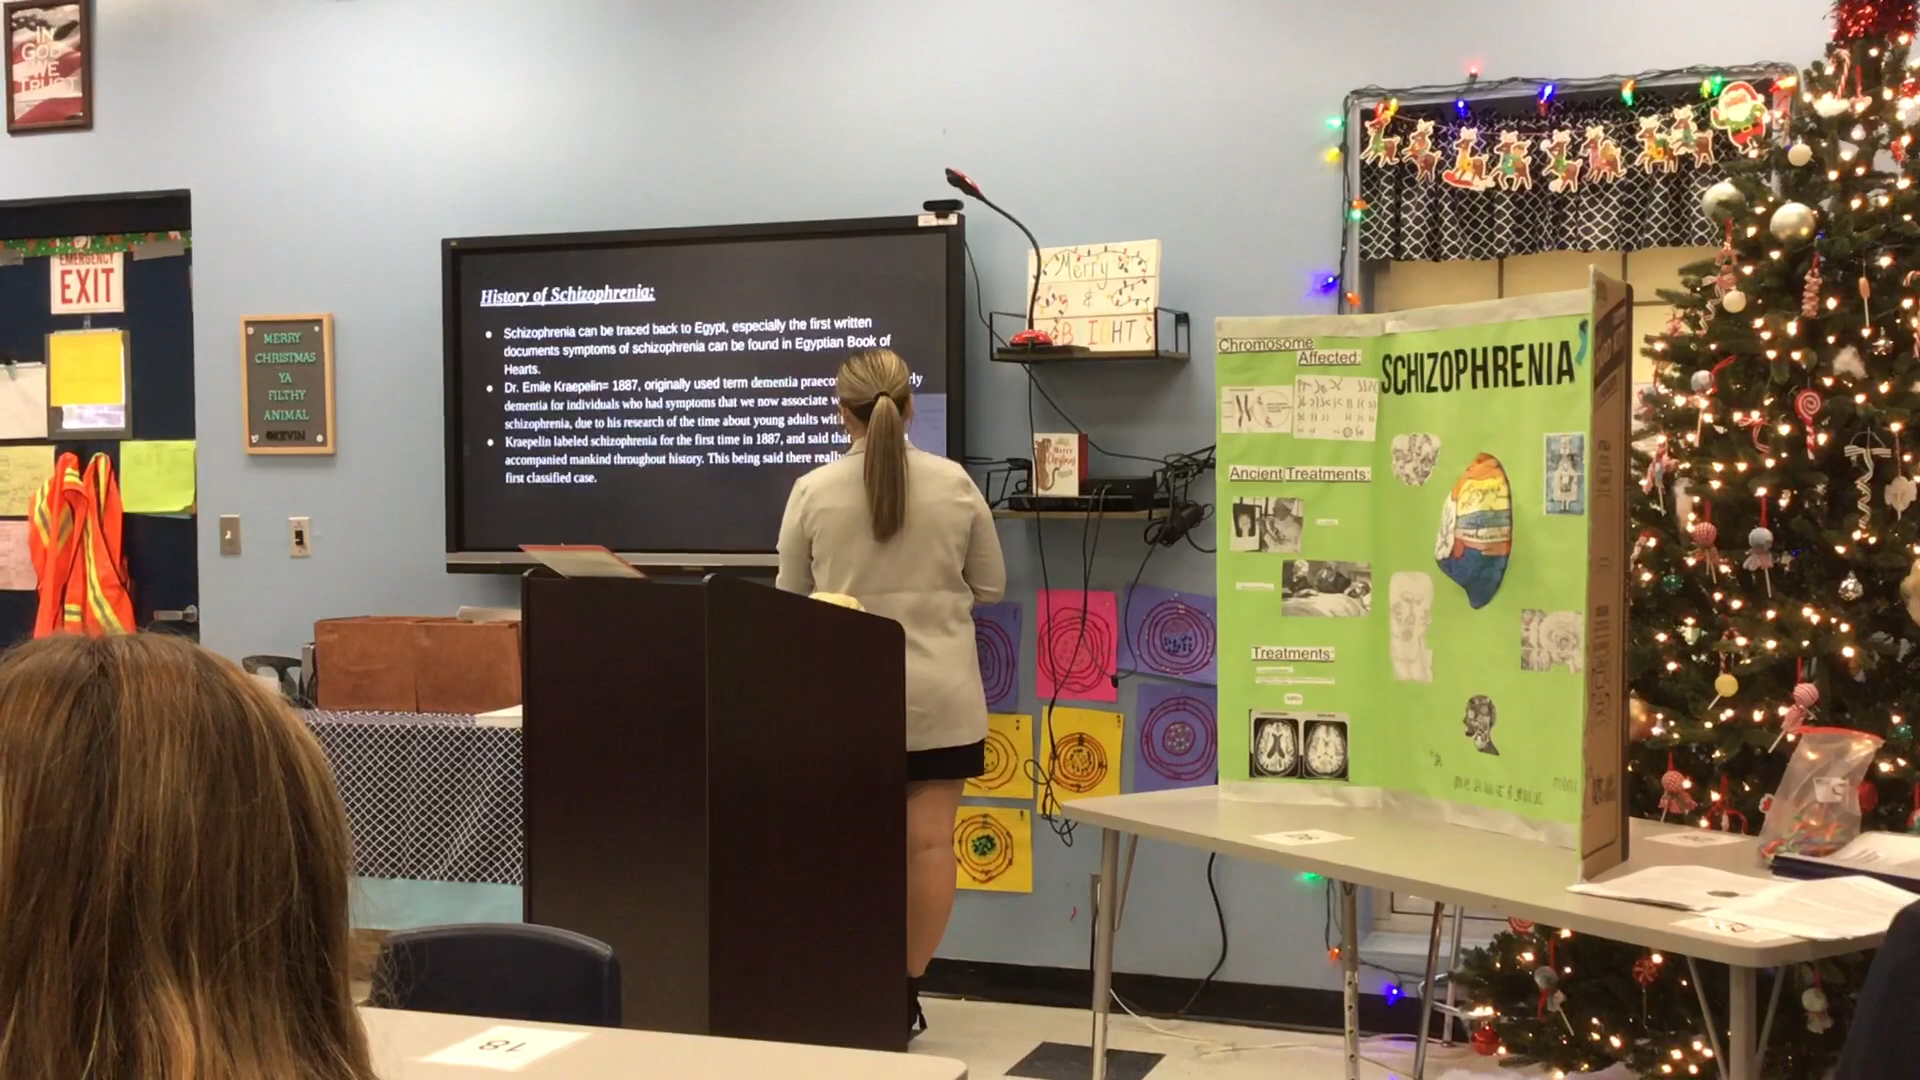 IN
GOD
WE
TRUST
EMERGENCY
EXIT
MERRY
CHRISTMAS
YA
FILTHY
ANIMAL
#KEVIN
History of Schizophrenia:
Schizophrenia can be traced back to Egypt, especially the first written
documents symptoms of schizophrenia can be found in Egyptian Book of
Hearts.
Dr. Emile Kraepelin= 1887, originally used term dementia
dementia for individuals who had symptoms that we now associate
schizophrenia, due to his research of the time about young adults
Kraepelin labeled schizophrenia for the first time in 1887, and said that
accompanied mankind throughout history. This being said there
first classified case.
Merry
&
B IGHT
Merry
Christmas
Chromosome
Affected:
SCHIZOPHRENIA
Ancient Treatments:
Treatments:
"A
BEAUTIFUL
18